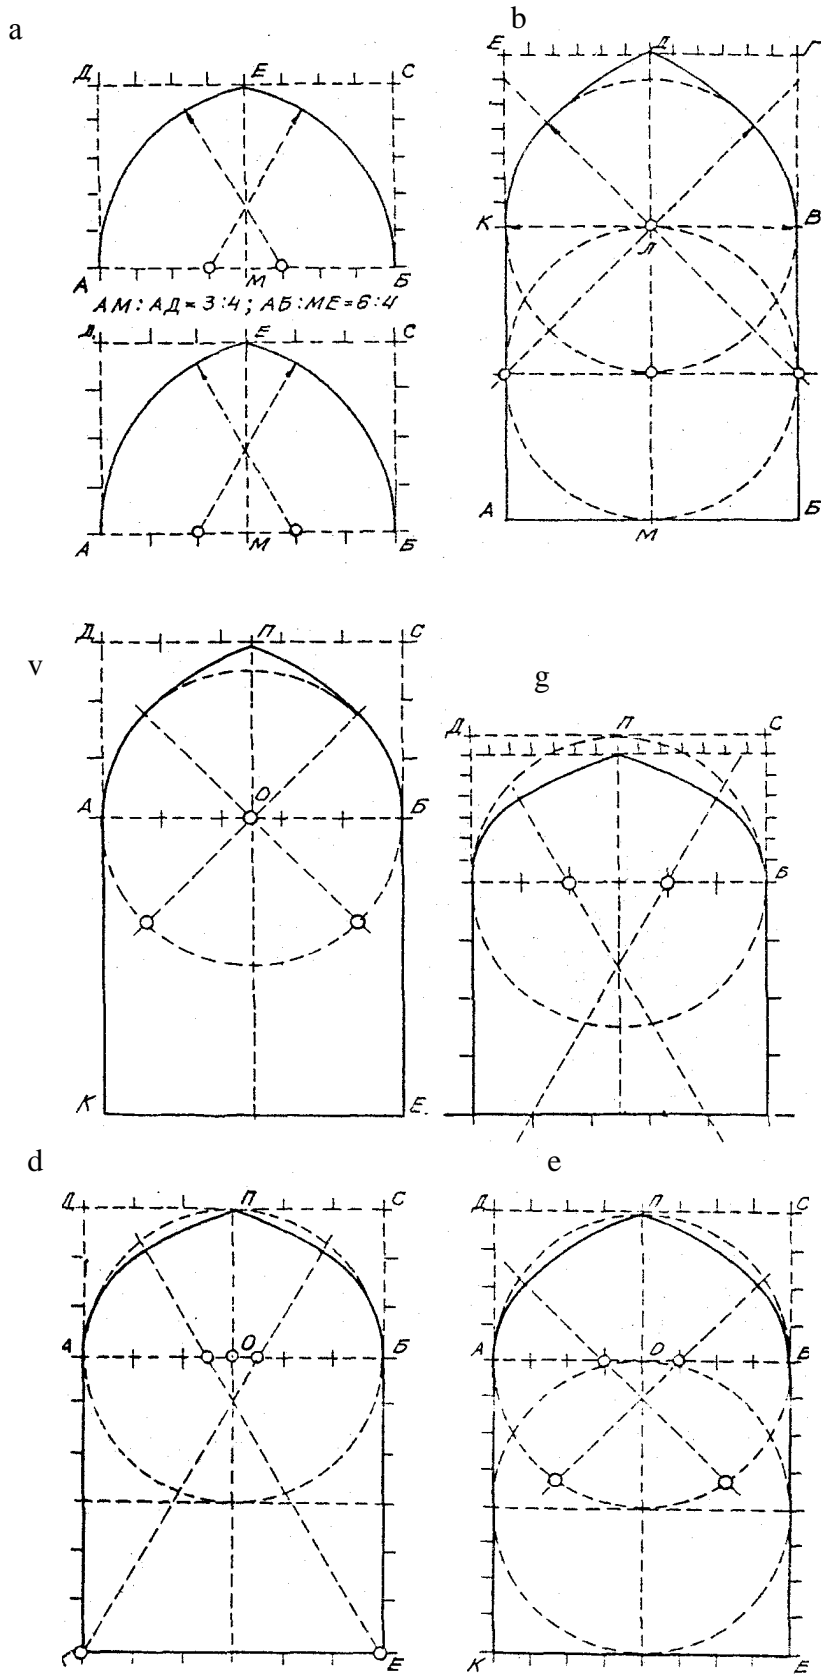 a
b
Д Е С
А М Б
АМ:АД=3:4; АБ:МЕ=6:4
Д Е С
А М Б
Е Д Г
К Л В
А М Б
v
g
Д П С
А О Б
К Е
Д П С
Б
d
e
Д П С
А О Б
Е
Д П С
А О В
К Е